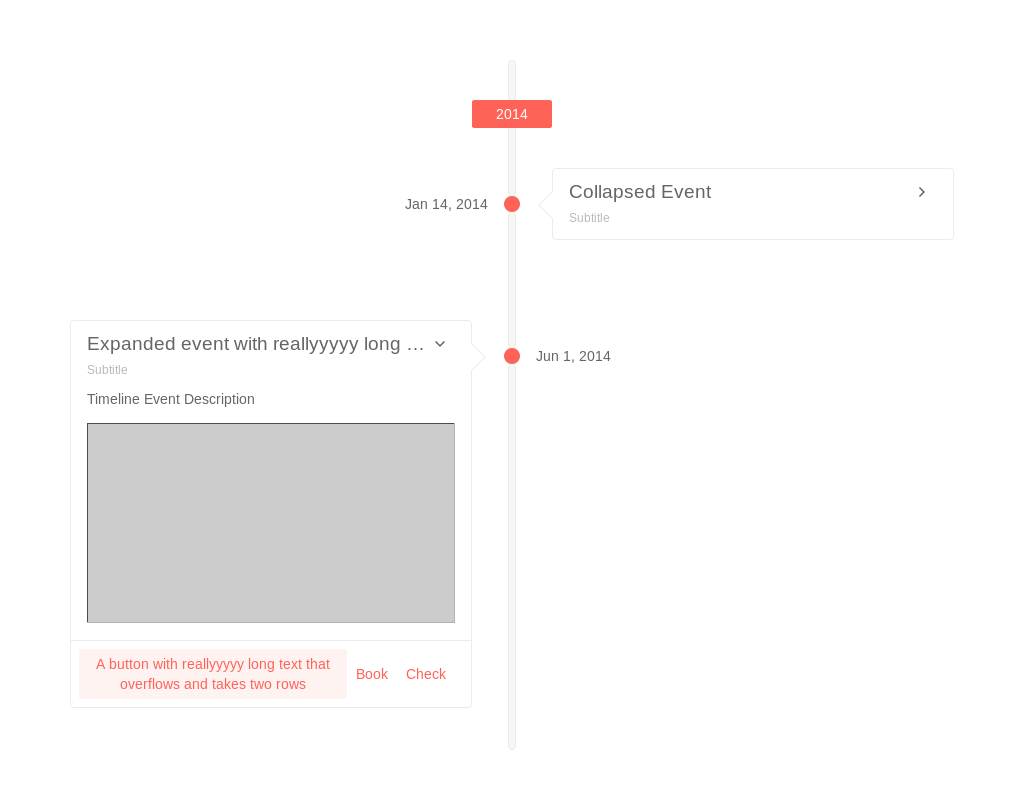 2014
Jan 14, 2014
Collapsed Event
Subtitle
Expanded event with reallyyyyy long …
Subtitle
Jun 1, 2014
Timeline Event Description
A button with reallyyyyy long text that
overflows and takes two rows
Book
Check